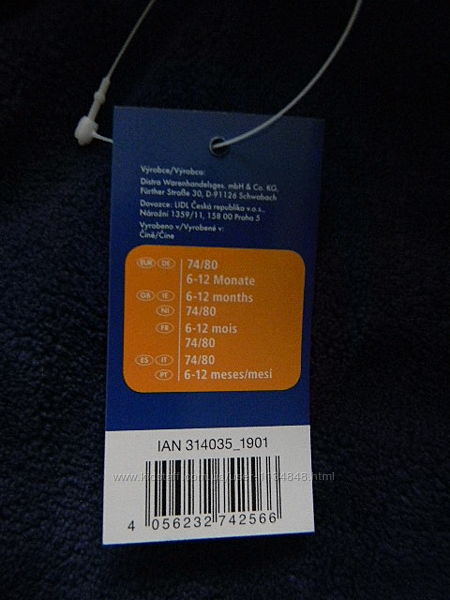 Výrobce/Výrobca:
Distra Warenhandelsges. mbH & Co. KG,
Fürther Straße 30, D-91126 Schwabach
Dovozce: LIDL Česká republika v.o.s.,
Nárožní 1359/11, 158 00 Praha 5
Vyrobeno v/Vyrobené v:
Číně/Číne
EUR DE 74/80
6-12 Monate
GB IE 6-12 months
NI 74/80
FR 6-12 mois
74/80
ES IT 74/80
PT 6-12 meses/mesi
IAN 314035_1901
4 056232 742566